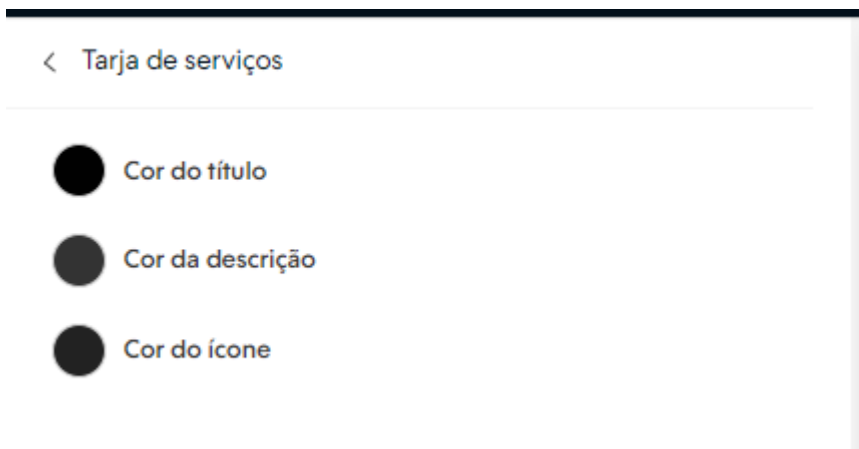 Tarja de serviços
Cor do título
Cor da descrição
Cor do ícone